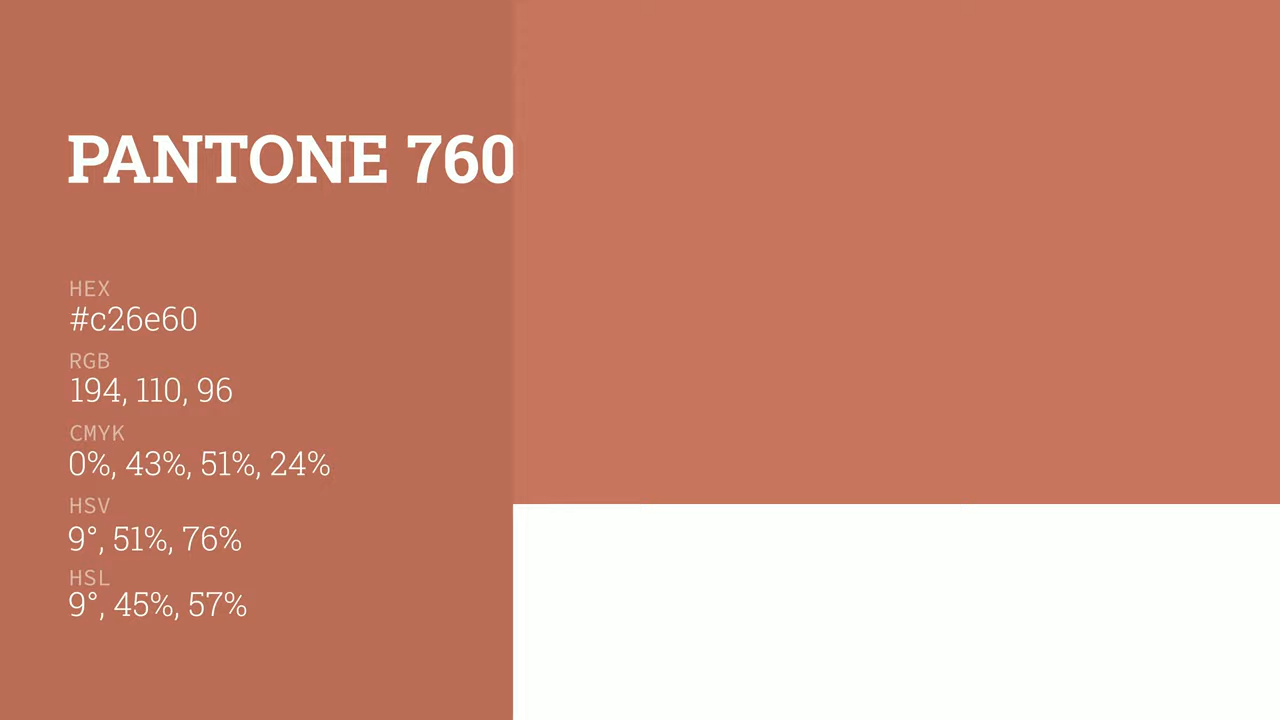 PANTONE 760
HEX
#c26e60
RGB
194, 110, 96
CMYK
0%, 43%, 51%, 24%
HSV
9°, 51%, 76%
HSL
9°, 45%, 57%